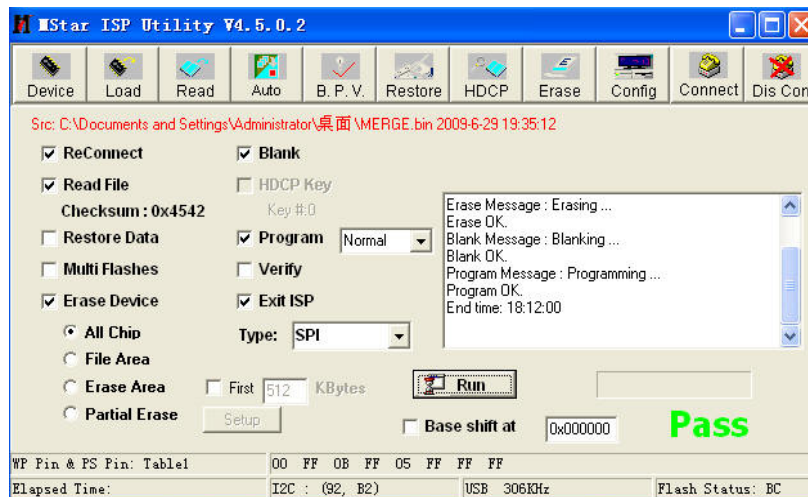 MStar ISP Utility V4.5.0.2
Device Load Read Auto B. P. V. Restore HDCP Erase Config Connect Dis Con
Src: C:\Documents and Settings\Administrator\桌面\MERGE.bin 2009-6-29 19:35:12
ReConnect Blank
Read File HDCP Key
Checksum : 0x4542 Key #:0
Restore Data Program Normal
Multi Flashes Verify
Erase Device Exit ISP
All Chip Type: SPI
File Area
Erase Area First 512 KBytes
Partial Erase Setup
Erase Message : Erasing ...
Erase OK.
Blank Message : Blanking ...
Blank OK.
Program Message : Programming ...
Program OK.
End time: 18:12:00
Run
Base shift at 0x000000 Pass
WP Pin & PS Pin: Table1 00 FF 0B FF 05 FF FF FF
Elapsed Time: I2C : (92, B2) USB 306KHz Flash Status: BC